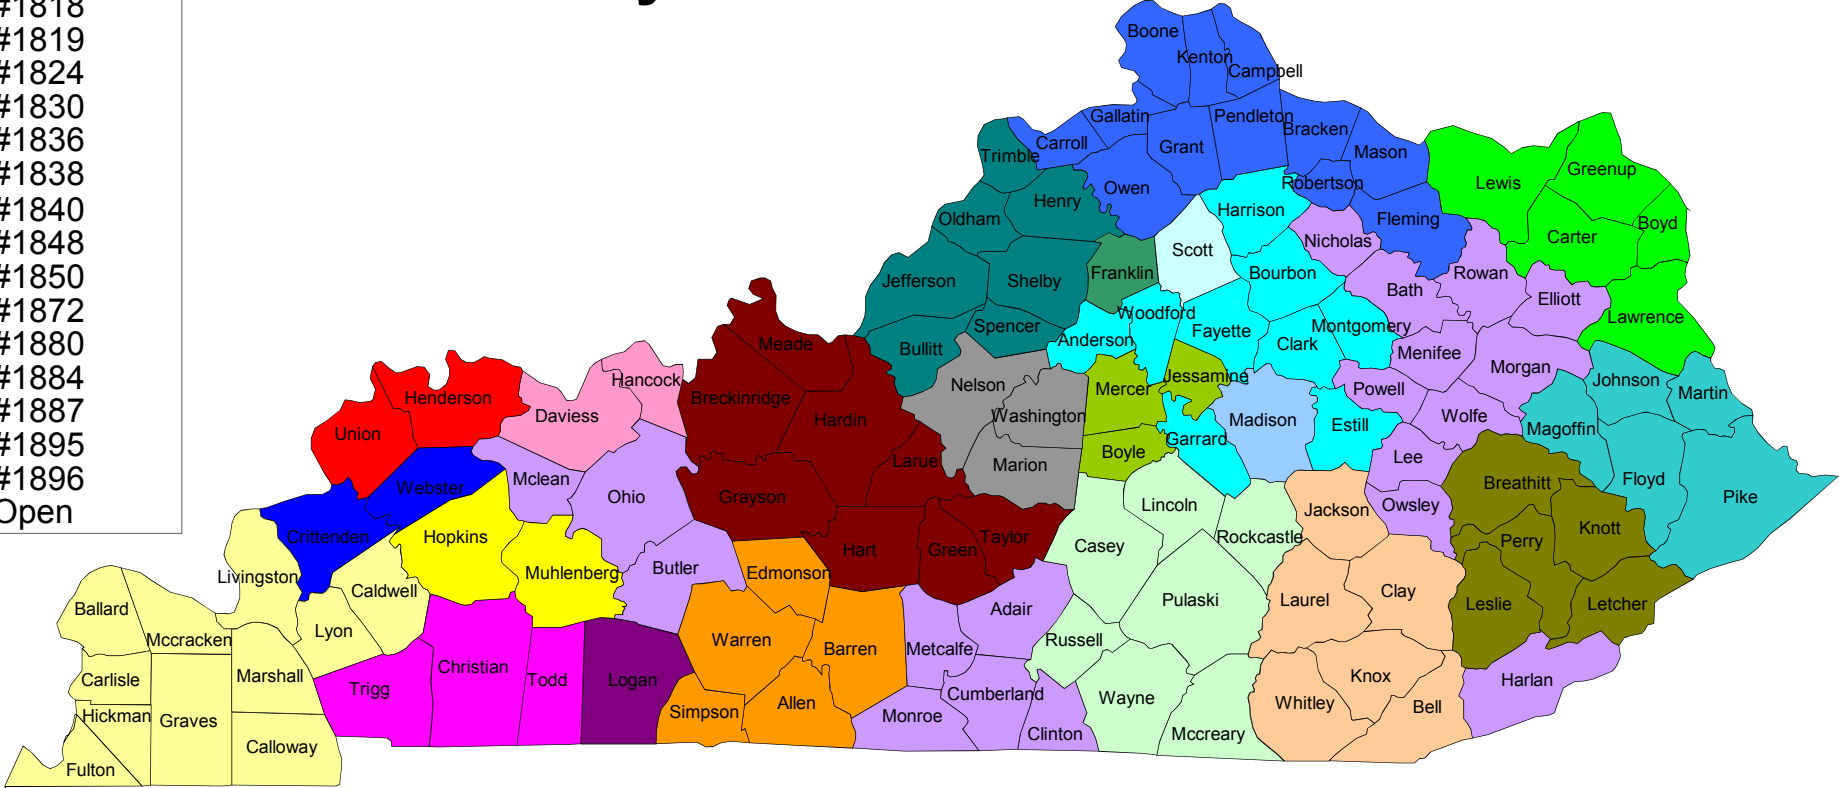 #1818
#1819
#1824
#1830
#1836
#1838
#1840
#1848
#1850
#1872
#1880
#1884
#1887
#1895
#1896
Open
Boone
Kenton
Campbell
Gallatin
Pendleton
Bracken
Carroll
Grant
Mason
Trimble
Owen
Robertson
Lewis
Greenup
Henry
Harrison
Fleming
Oldham
Boyd
Scott
Nicholas
Carter
Jefferson
Shelby
Franklin
Bourbon
Bath
Rowan
Elliott
Woodford
Lawrence
Spencer
Anderson
Fayette
Montgomery
Bullitt
Clark
Menifee
Meade
Morgan
Hancock
Nelson
Jessamine
Johnson
Henderson
Breckinridge
Mercer
Powell
Martin
Daviess
Hardin
Washington
Madison
Wolfe
Union
Garrard
Estill
Magoffin
Boyle
Larue
Marion
Lee
Mclean
Floyd
Webster
Ohio
Grayson
Breathitt
Pike
Lincoln
Jackson
Owsley
Crittenden
Hopkins
Rockcastle
Knott
Hart
Green
Taylor
Casey
Perry
Livingston
Muhlenberg
Butler
Edmonson
Caldwell
Clay
Ballard
Adair
Pulaski
Laurel
Leslie
Letcher
Mccracken
Lyon
Warren
Barren
Metcalfe
Russell
Carlisle
Marshall
Trigg
Christian
Todd
Logan
Knox
Harlan
Hickman
Graves
Simpson
Allen
Monroe
Cumberland
Wayne
Whitley
Bell
Calloway
Clinton
Mccreary
Fulton